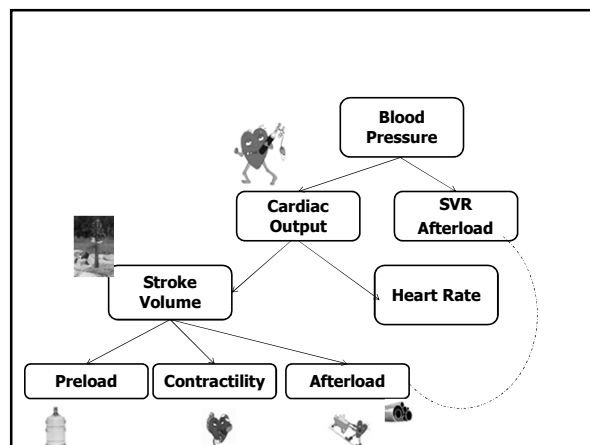 Blood
Pressure
Cardiac
Output
SVR
Afterload
Stroke
Volume
Heart Rate
Preload
Contractility
Afterload